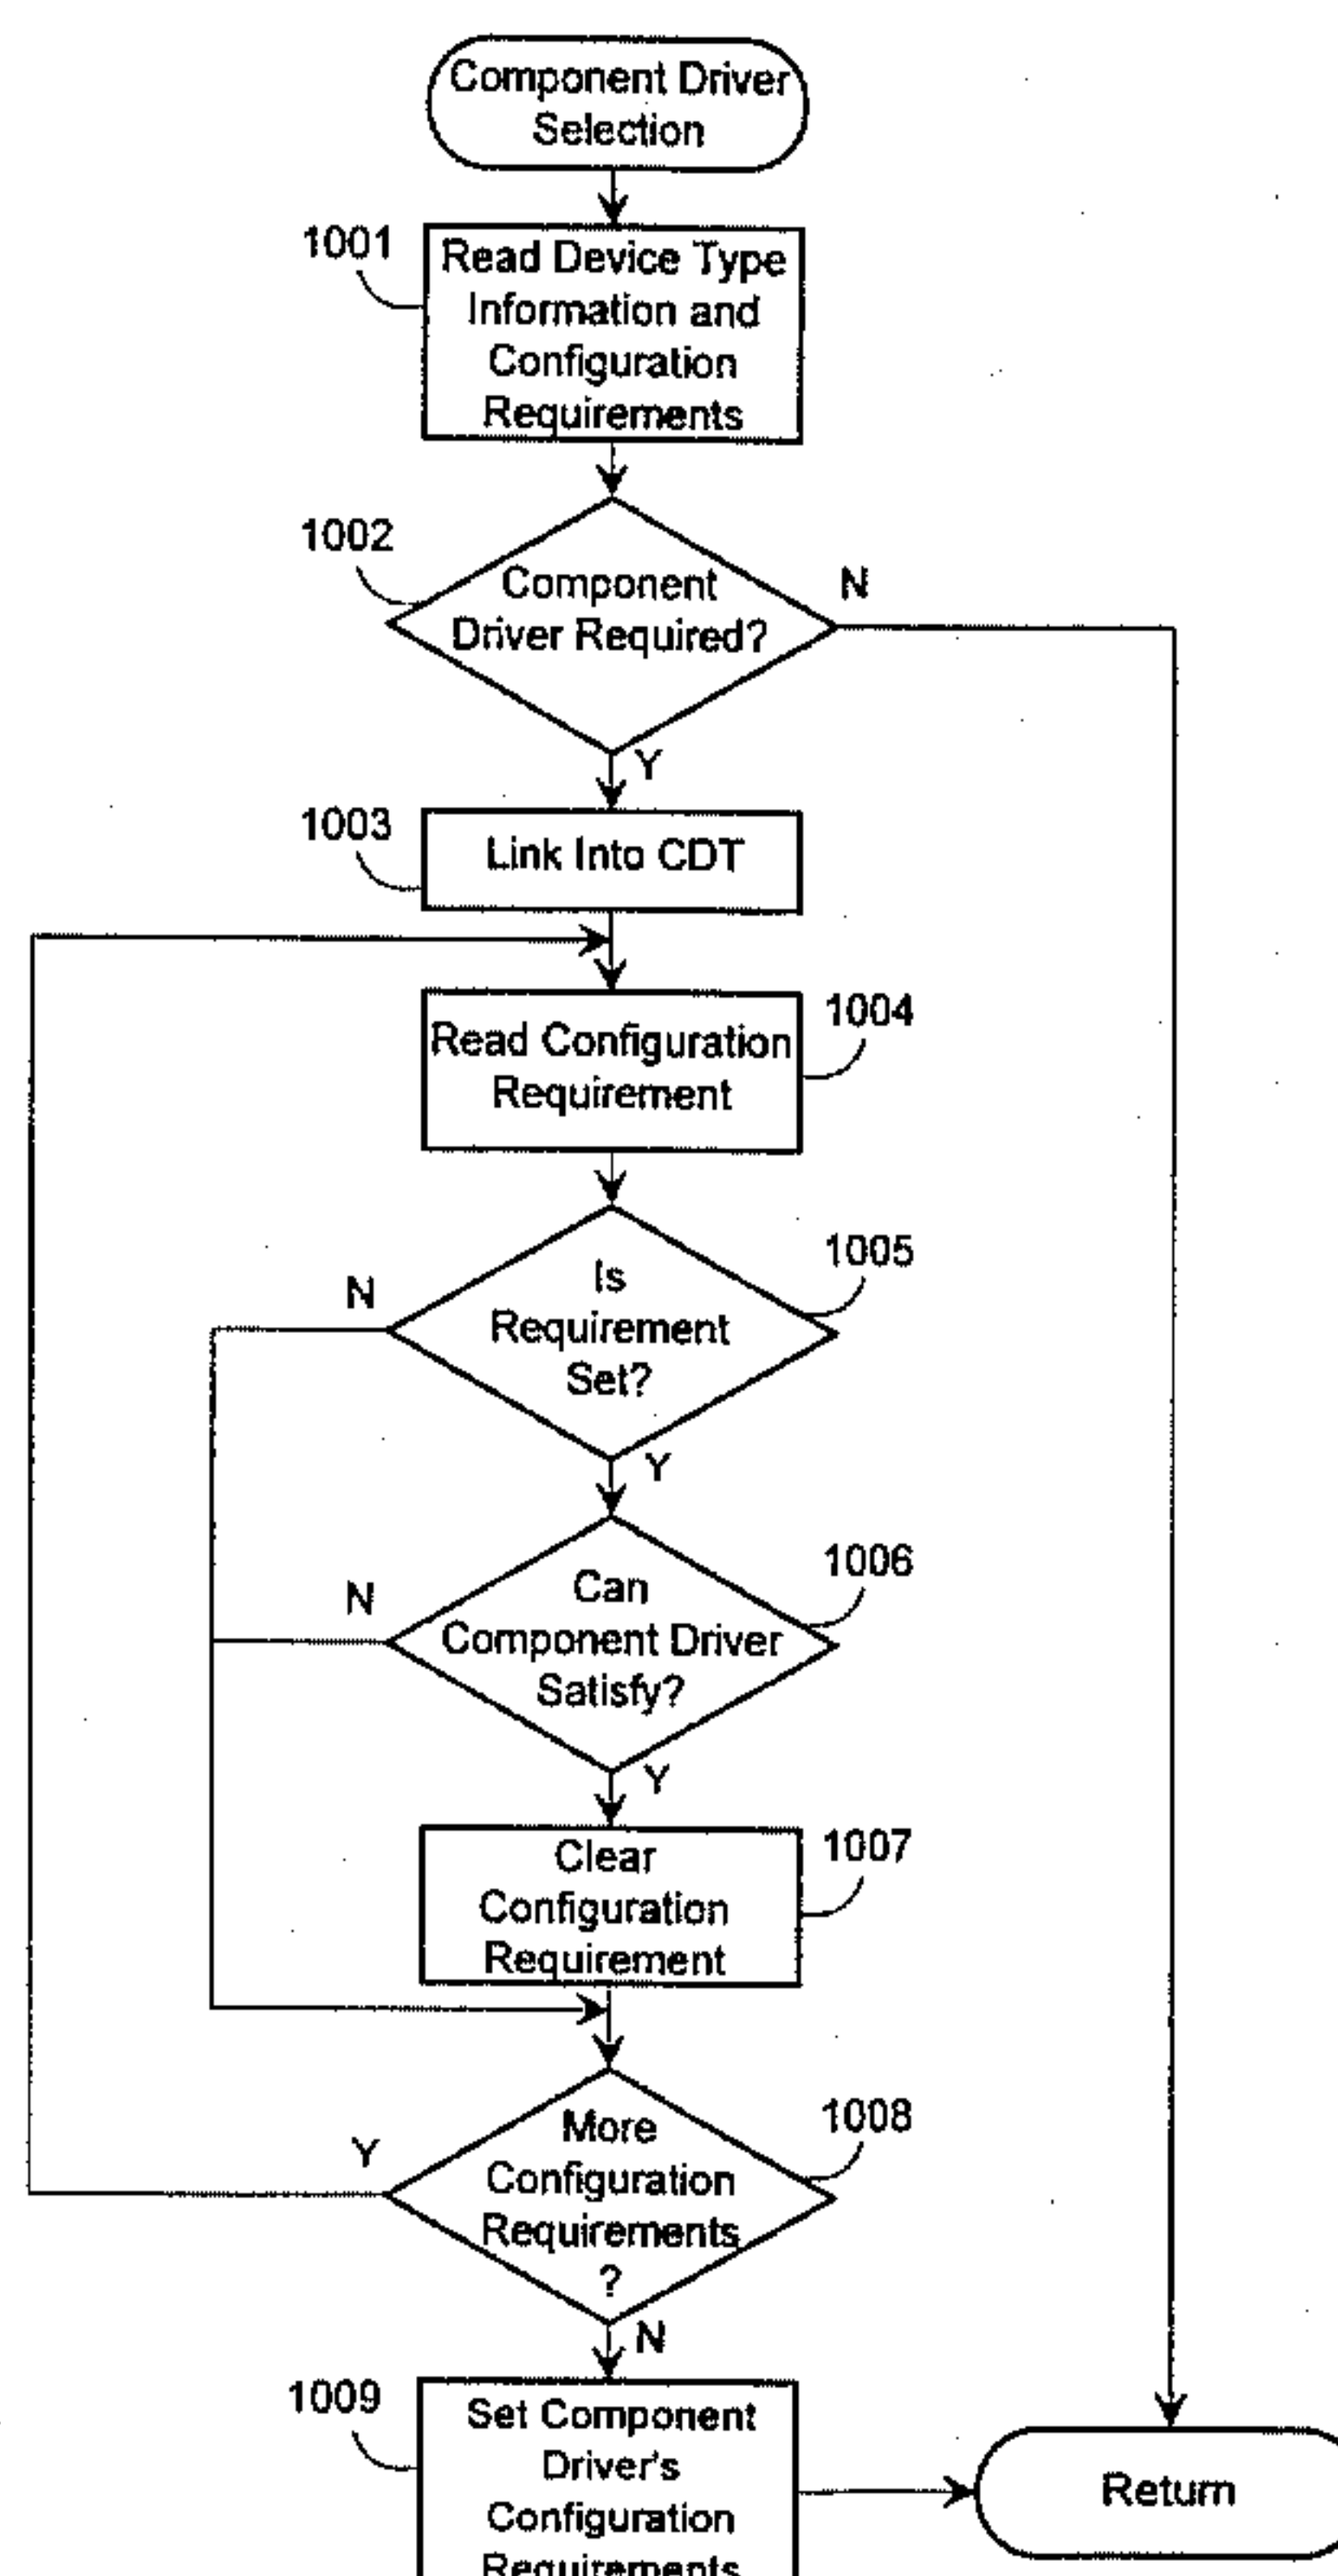 Component Driver
Selection
1001
Read Device Type
Information and
Configuration
Requirements
1002
Component
Driver Required?
N
Y
1003
Link Into CDT
Read Configuration
Requirement
1004
Is
Requirement
Set?
1005
N
Y
Can
Component Driver
Satisfy?
1006
N
Y
Clear
Configuration
Requirement
1007
More
Configuration
Requirements
?
1008
Y
N
1009
Set Component
Driver's
Configuration
Requirements
Return